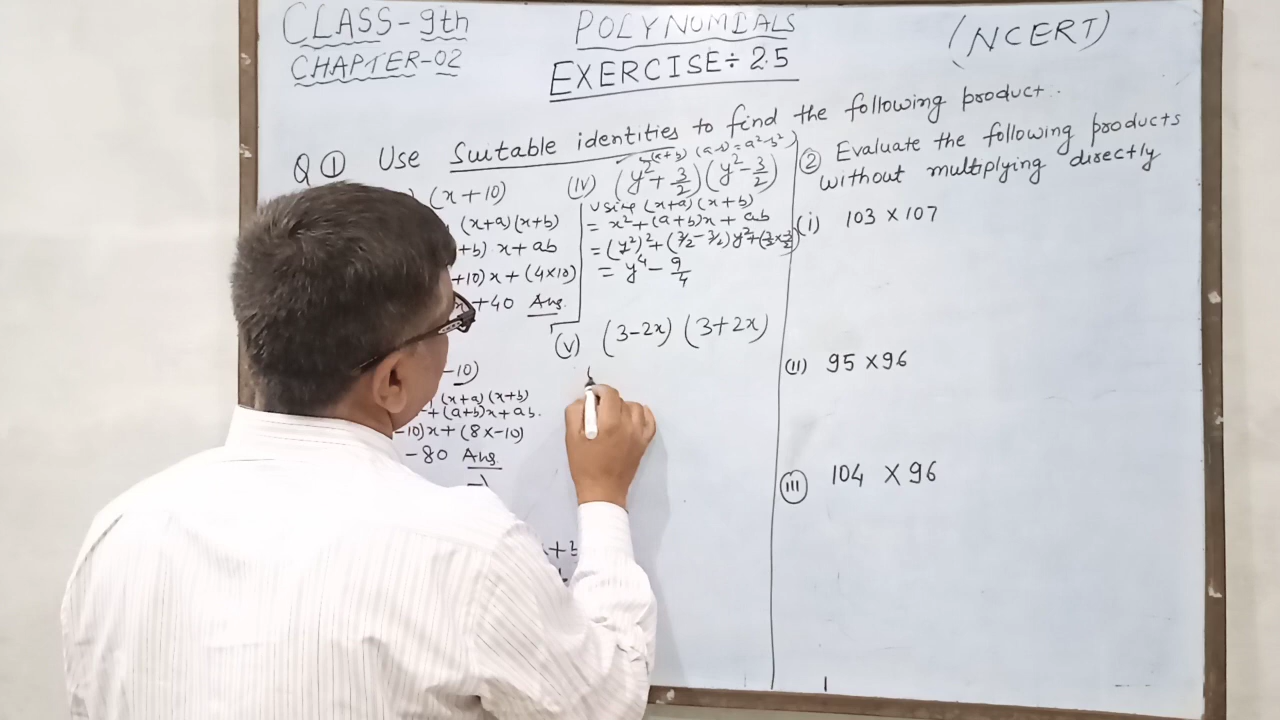 CLASS-9th
CHAPTER-02
POLYNOMIALS
EXERCISE÷2.5
(NCERT)
Q ① Use Suitable identities to find the following product.
(x+10)
(x+a)(x+b)
+b) x+ab
+10)x+(4×10)
+40 Ans.
-10)
(x+a)(x+b)
+(a+b)x+ab.
-10)x+(8×-10)
-80 Ans
(a+b)(a-b)=a²-b²
(iv) (y²+3/2)(y²-3/2)
using (x+a)(x+b)
= x²+(a+b)x+ab
= (y²)²+(3/2-3/2)y²+(3/2×3/2)
= y⁴-9/4
(v) (3-2x)(3+2x)
② Evaluate the following products
without multiplying directly
(i) 103×107
(ii) 95×96
(iii) 104×96